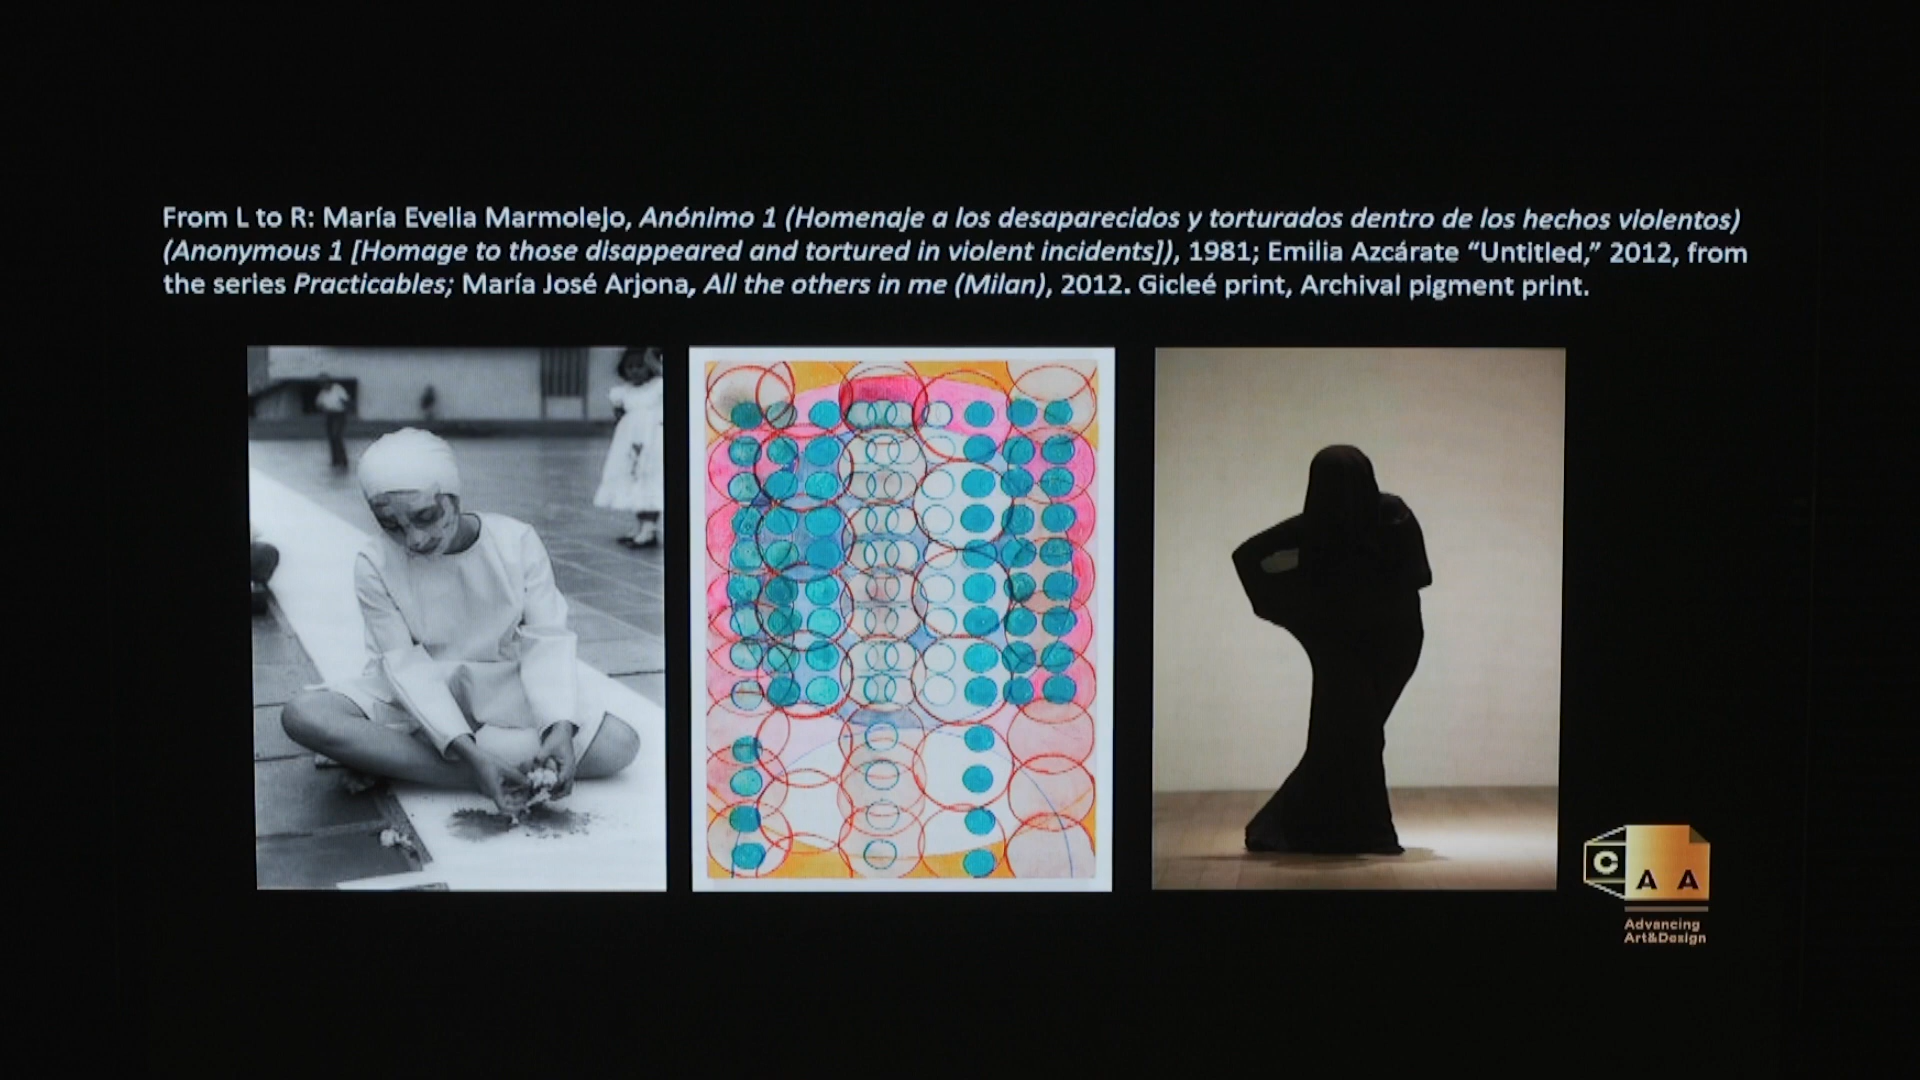 From L to R: María Evelia Marmolejo, Anónimo 1 (Homenaje a los desaparecidos y torturados dentro de los hechos violentos)
(Anonymous 1 [Homage to those disappeared and tortured in violent incidents]), 1981; Emilia Azcárate “Untitled,” 2012, from
the series Practicables; María José Arjona, All the others in me (Milan), 2012. Gicleé print, Archival pigment print.
C A A
Advancing
Art&Design